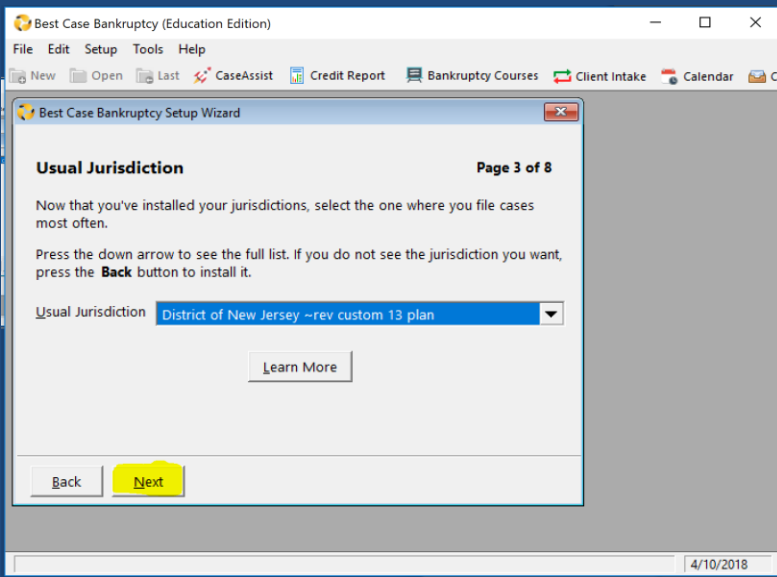 Best Case Bankruptcy (Education Edition)
File Edit Setup Tools Help
New Open Last CaseAssist Credit Report Bankruptcy Courses Client Intake Calendar C
Best Case Bankruptcy Setup Wizard
Usual Jurisdiction Page 3 of 8
Now that you've installed your jurisdictions, select the one where you file cases
most often.
Press the down arrow to see the full list. If you do not see the jurisdiction you want,
press the Back button to install it.
Usual Jurisdiction District of New Jersey ~rev custom 13 plan
Learn More
Back Next
4/10/2018